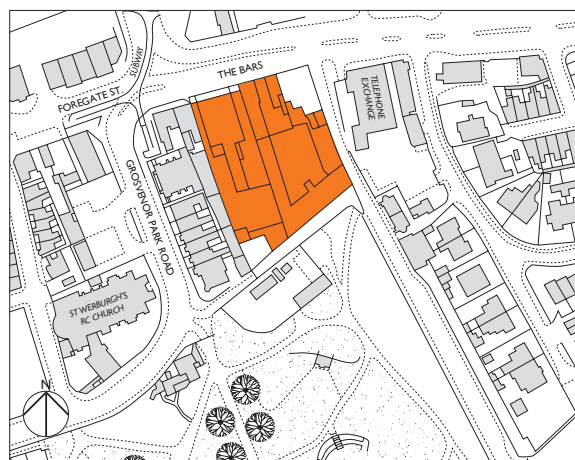 SUBWAY
THE BARS
FOREGATE ST.
TELEPHONE
EXCHANGE
GROSVENOR PARK ROAD
ST WERBURGH'S
RC CHURCH
N